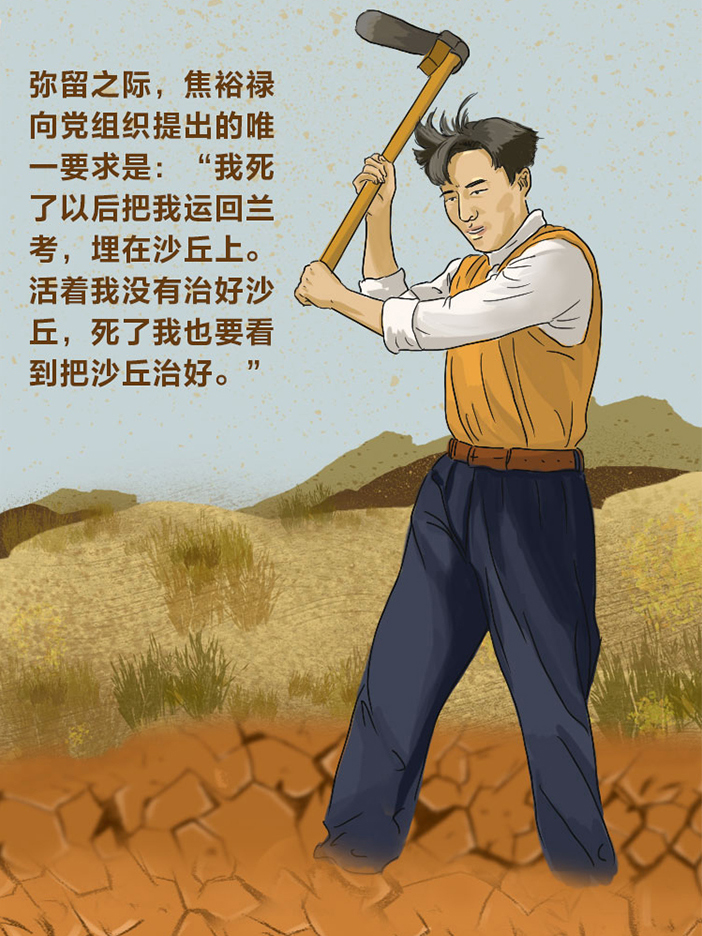 弥留之际，焦裕禄
向党组织提出的唯
一要求是：“我死
了以后把我运回兰
考，埋在沙丘上。
活着我没有治好沙
丘，死了我也要看
到把沙丘治好。”